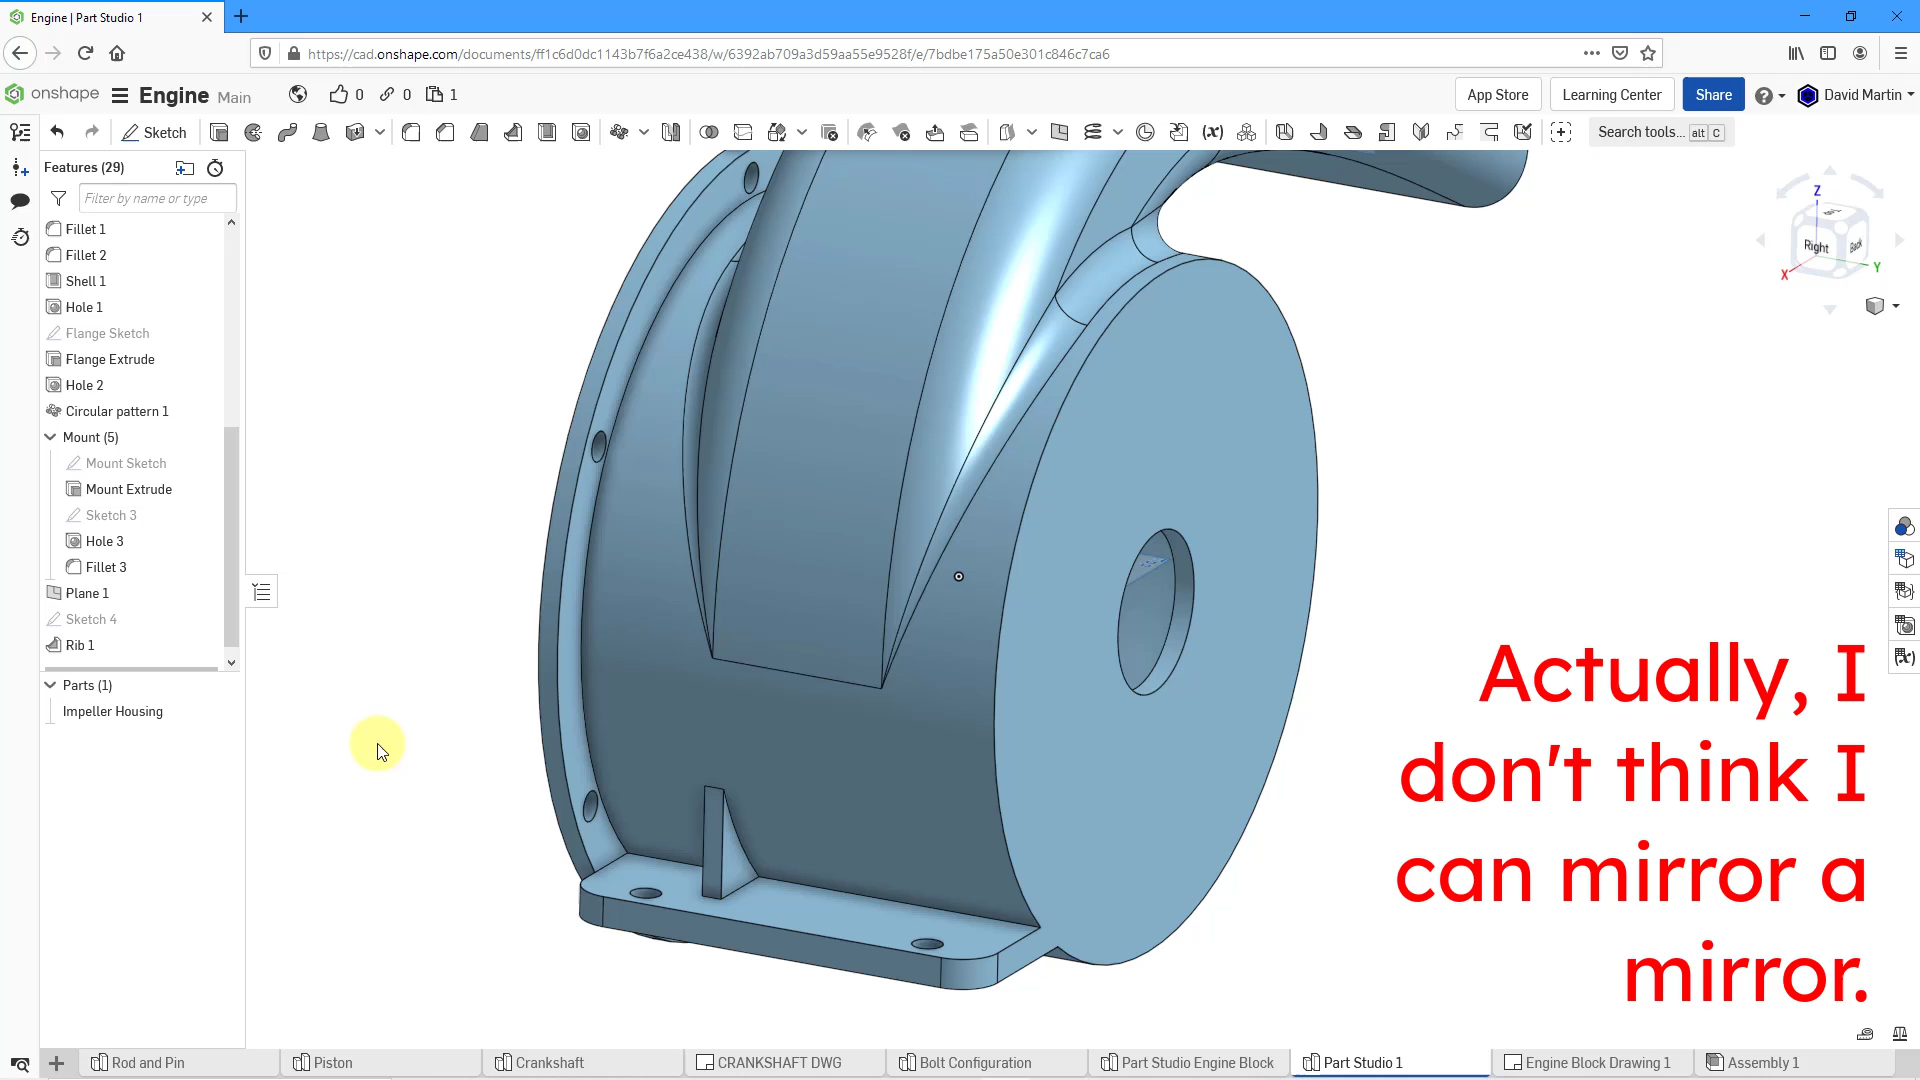 Engine | Part Studio 1
https://cad.onshape.com/documents/ff1c6d0dc1143b7f6a2ce438/w/6392ab709a3d59aa55e9528f/e/7bdbe175a50e301c846c7ca6
onshape Engine Main 0 0 1 App Store Learning Center Share David Martin
Sketch Search tools... alt C
Features (29)
Filter by name or type
Fillet 1
Fillet 2
Shell 1
Hole 1
Flange Sketch
Flange Extrude
Hole 2
Circular pattern 1
Mount (5)
Mount Sketch
Mount Extrude
Sketch 3
Hole 3
Fillet 3
Plane 1
Sketch 4
Rib 1
Parts (1)
Impeller Housing
Z
Right Back
X Y
Actually, I
don't think I
can mirror a
mirror.
Rod and Pin Piston Crankshaft CRANKSHAFT DWG Bolt Configuration Part Studio Engine Block Part Studio 1 Engine Block Drawing 1 Assembly 1